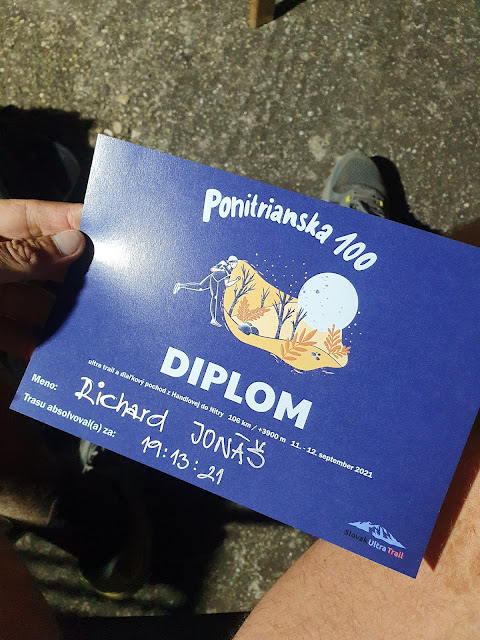 Ponitrianska 100
DIPLOM
ultra trail a diaľkový pochod z Handlovej do Nitry 106 km / +3900 m 11. - 12. september 2021
Meno: Richard JONÁŠ
Trasu absolvoval(a) za: 19:13:21
Slovak Ultra Trail